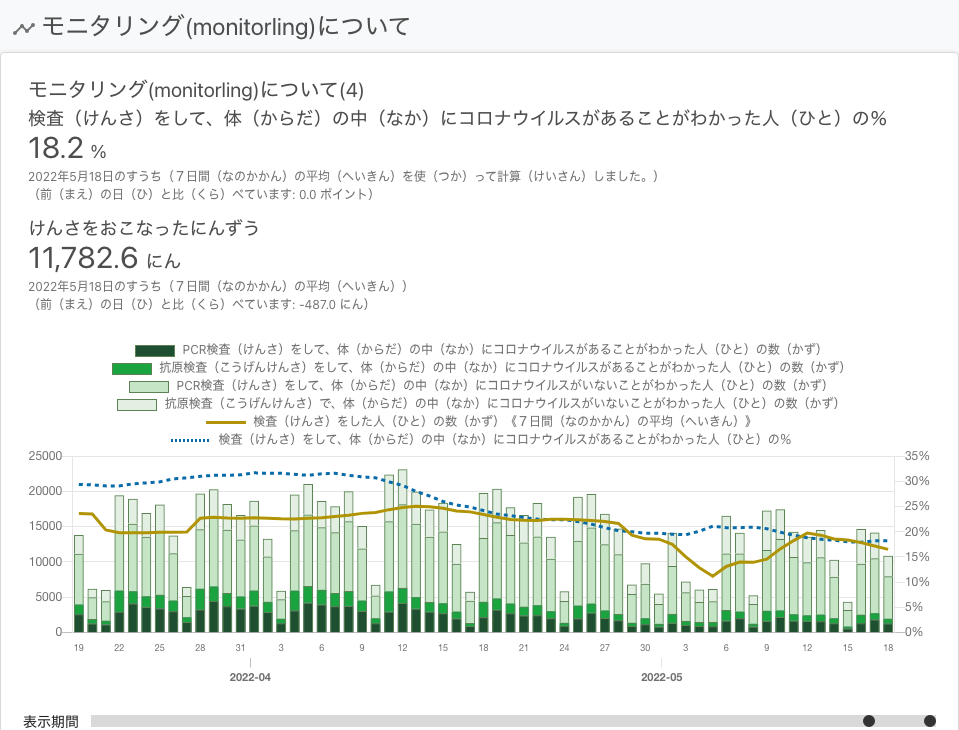 モニタリング(monitorling)について
モニタリング(monitorling)について(4)
検査（けんさ）をして、体（からだ）の中（なか）にコロナウイルスがあることがわかった人（ひと）の%
18.2 %
2022年5月18日のすうち（７日間（なのかかん）の平均（へいきん）を使（つか）って計算（けいさん）しました。）
（前（まえ）の日（ひ）と比（くら）べています: 0.0 ポイント）
けんさをおこなったにんずう
11,782.6 にん
2022年5月18日のすうち（７日間（なのかかん）の平均（へいきん））
（前（まえ）の日（ひ）と比（くら）べています: -487.0 にん）
PCR検査（けんさ）をして、体（からだ）の中（なか）にコロナウイルスがあることがわかった人（ひと）の数（かず）
抗原検査（こうげんけんさ）をして、体（からだ）の中（なか）にコロナウイルスがあることがわかった人（ひと）の数（かず）
PCR検査（けんさ）をして、体（からだ）の中（なか）にコロナウイルスがいないことがわかった人（ひと）の数（かず）
抗原検査（こうげんけんさ）で、体（からだ）の中（なか）にコロナウイルスがいないことがわかった人（ひと）の数（かず）
検査（けんさ）をした人（ひと）の数（かず）《７日間（なのかかん）の平均（へいきん）》
検査（けんさ）をして、体（からだ）の中（なか）にコロナウイルスがあることがわかった人（ひと）の%
25000 35%
30%
20000
25%
15000
20%
10000 15%
10%
5000
5%
0 0%
19 22 25 28 31 3 6 9 12 15 18 21 24 27 30 3 6 9 12 15 18
2022-04 2022-05
表示期間